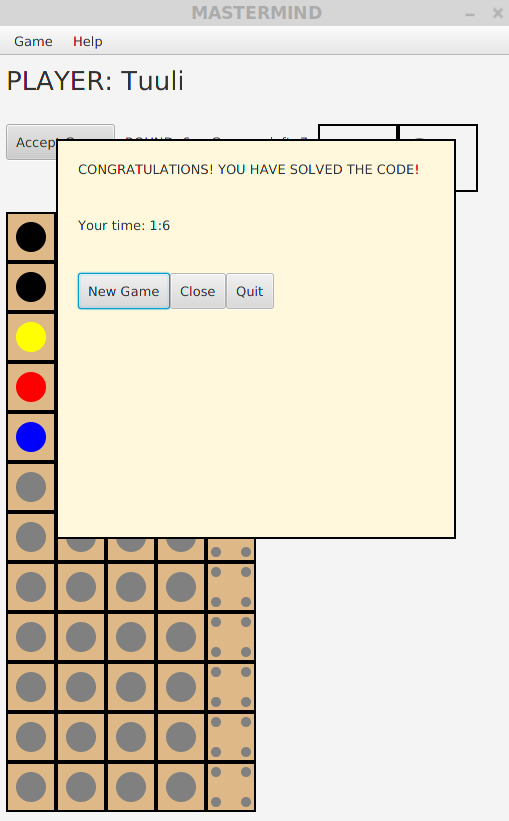 MASTERMIND
Game Help
PLAYER: Tuuli
Accept
CONGRATULATIONS! YOU HAVE SOLVED THE CODE!
Your time: 1:6
New Game Close Quit